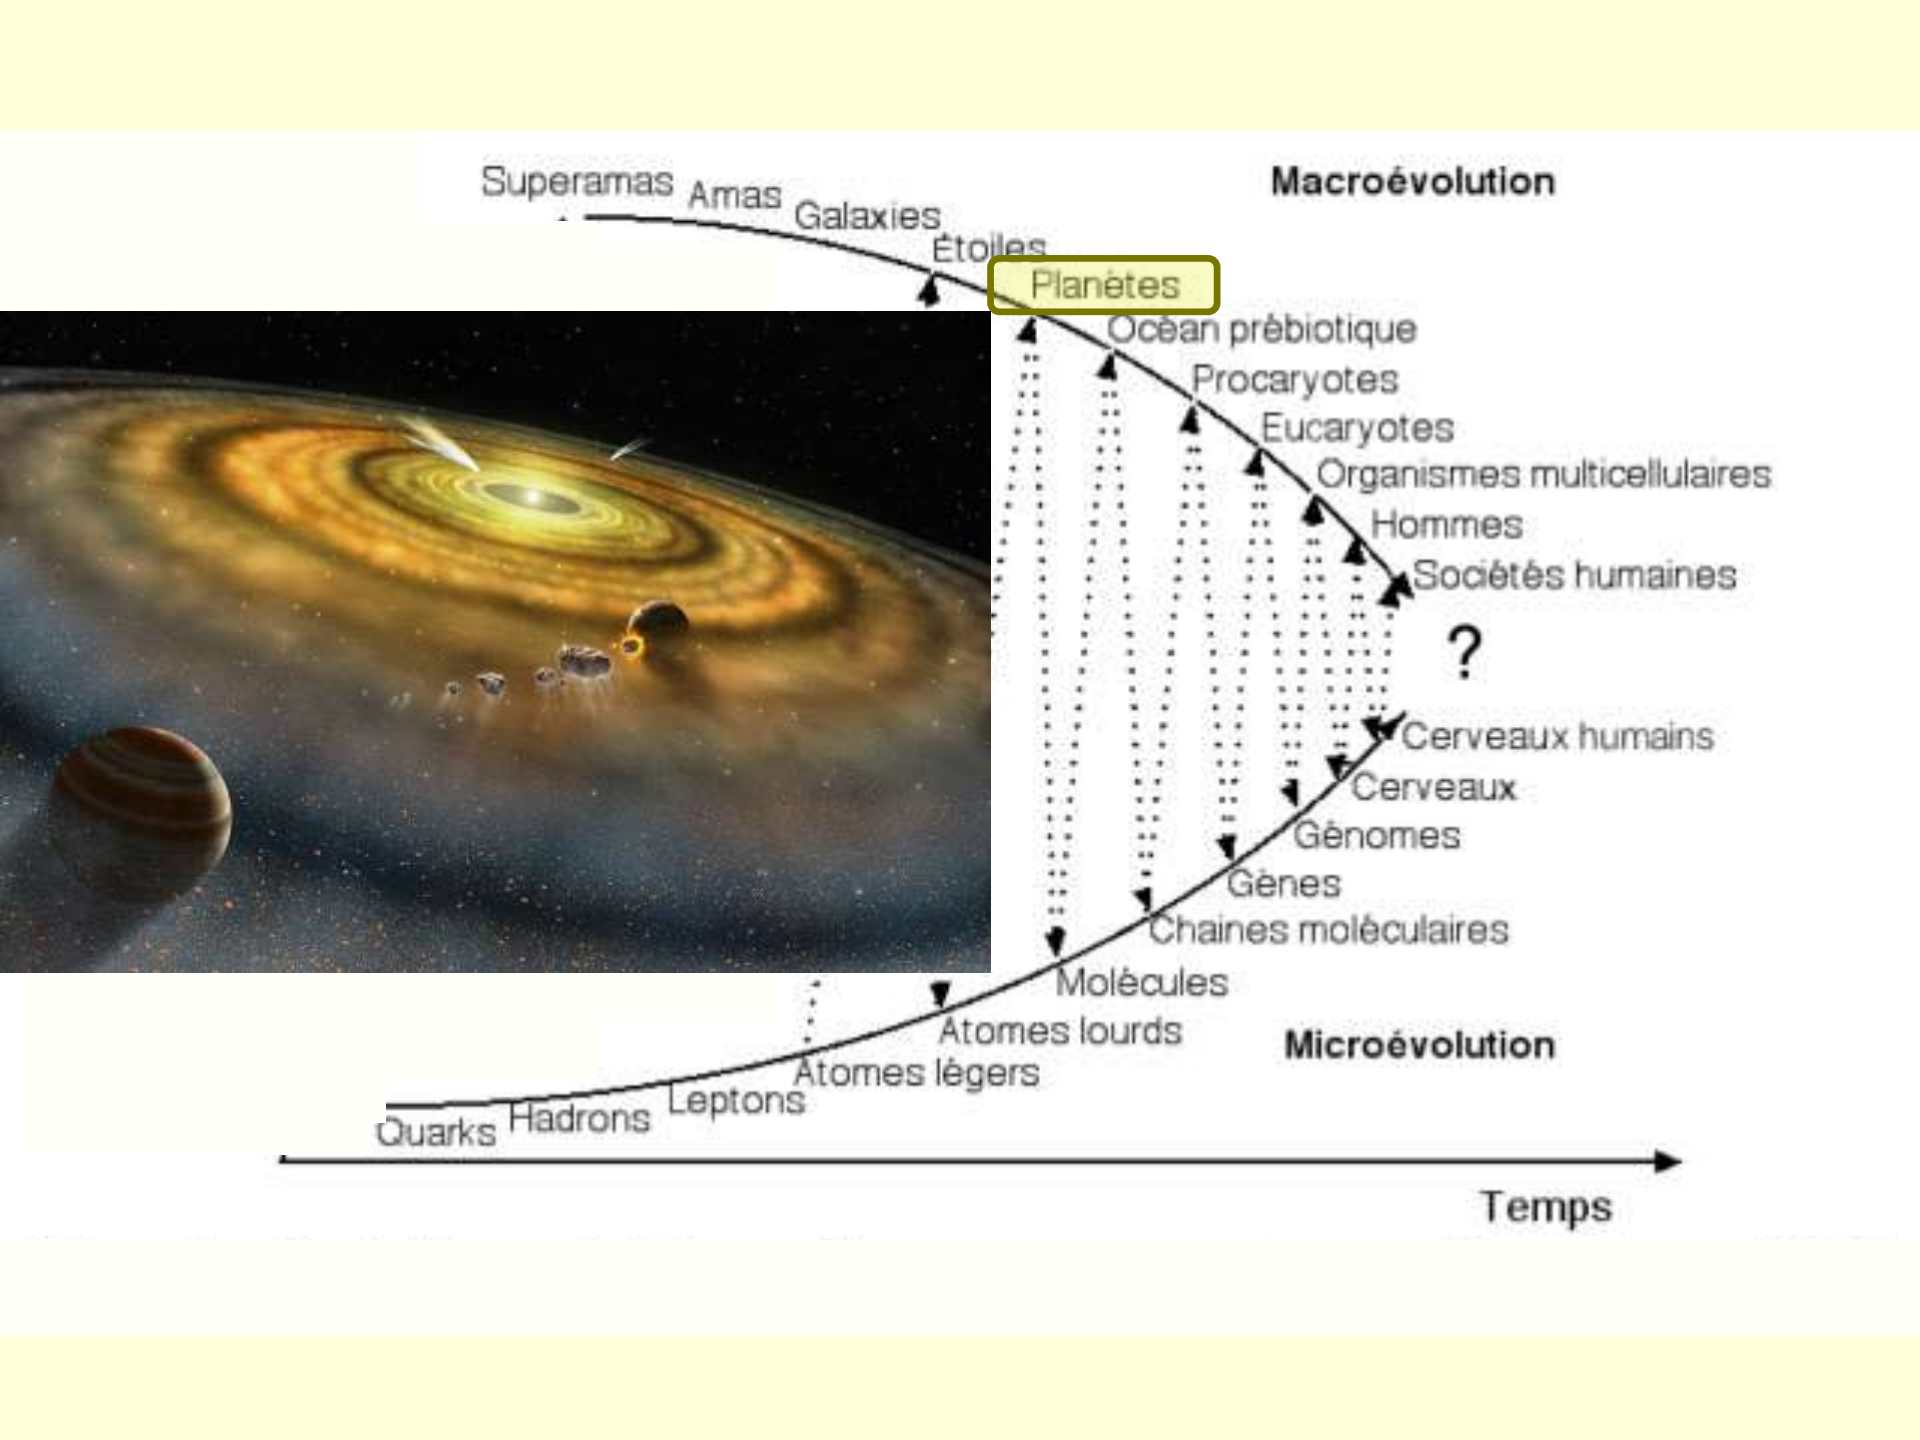 Superamas
Amas
Galaxies
Macroévolution
Étoiles
Planètes
Océan prébiotique
Procaryotes
Eucaryotes
Organismes multicellulaires
Hommes
Sociétés humaines
?
Cerveaux humains
Cerveaux
Génomes
Gènes
Chaines moléculaires
Molécules
Atomes lourds
Microévolution
Atomes légers
Leptons
Hadrons
Quarks
Temps